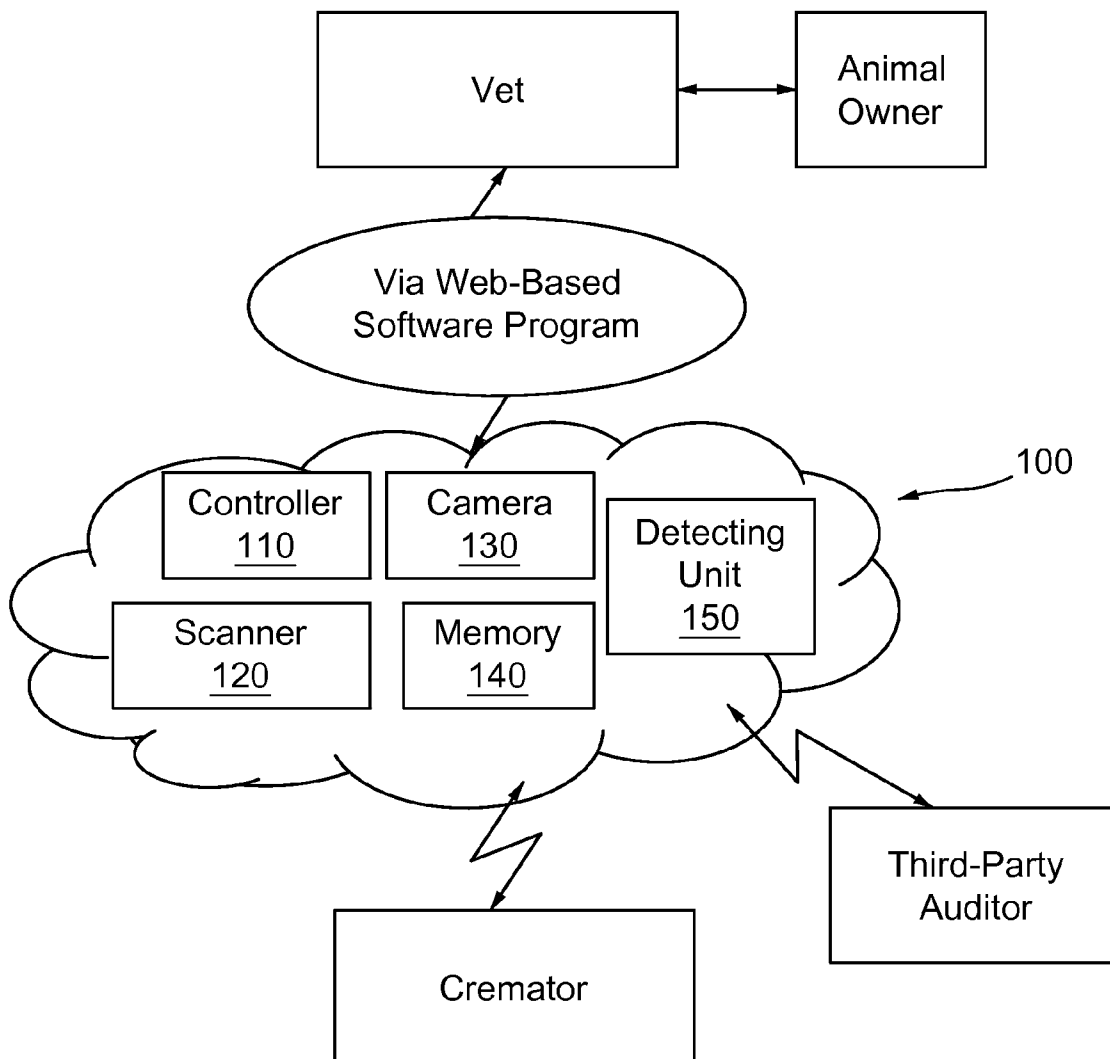 Vet
Animal
Owner
Via Web-Based
Software Program
100
Controller
110
Camera
130
Detecting
Unit
150
Scanner
120
Memory
140
Third-Party
Auditor
Cremator